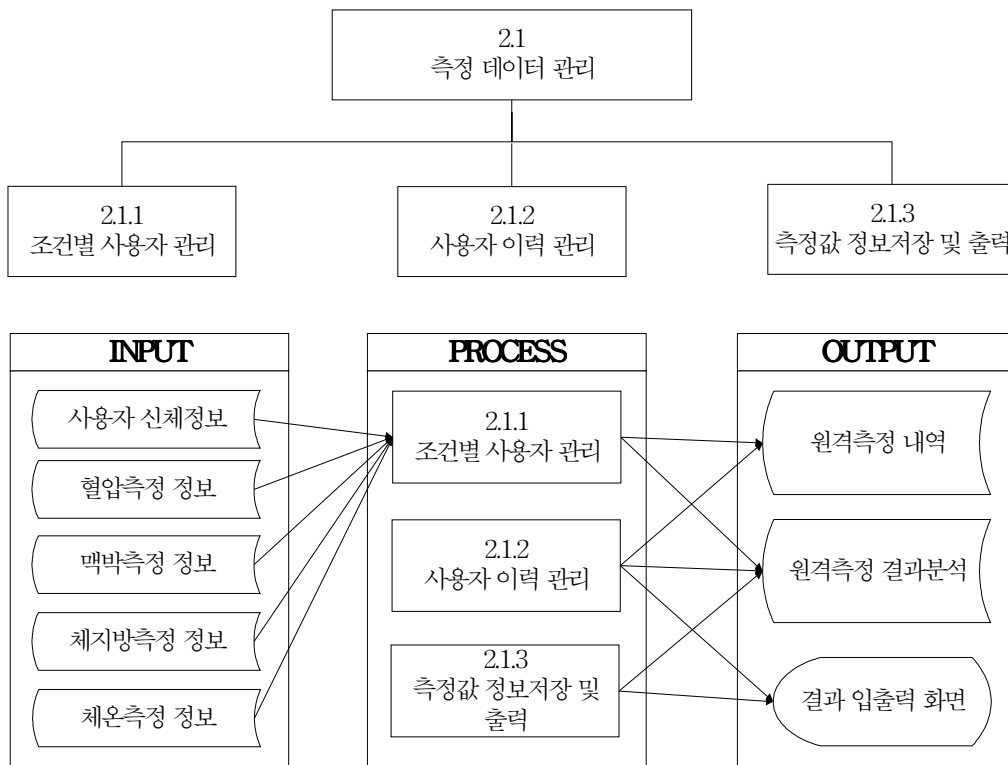 2.1
측정 데이터 관리
2.1.1
조건별 사용자 관리
2.1.2
사용자 이력 관리
2.1.3
측정값 정보저장 및 출력
INPUT
사용자 신체정보
혈압측정 정보
맥박측정 정보
체지방측정 정보
체온측정 정보
PROCESS
2.1.1
조건별 사용자 관리
2.1.2
사용자 이력 관리
2.1.3
측정값 정보저장 및
출력
OUTPUT
원격측정 내역
원격측정 결과분석
결과 입출력 화면